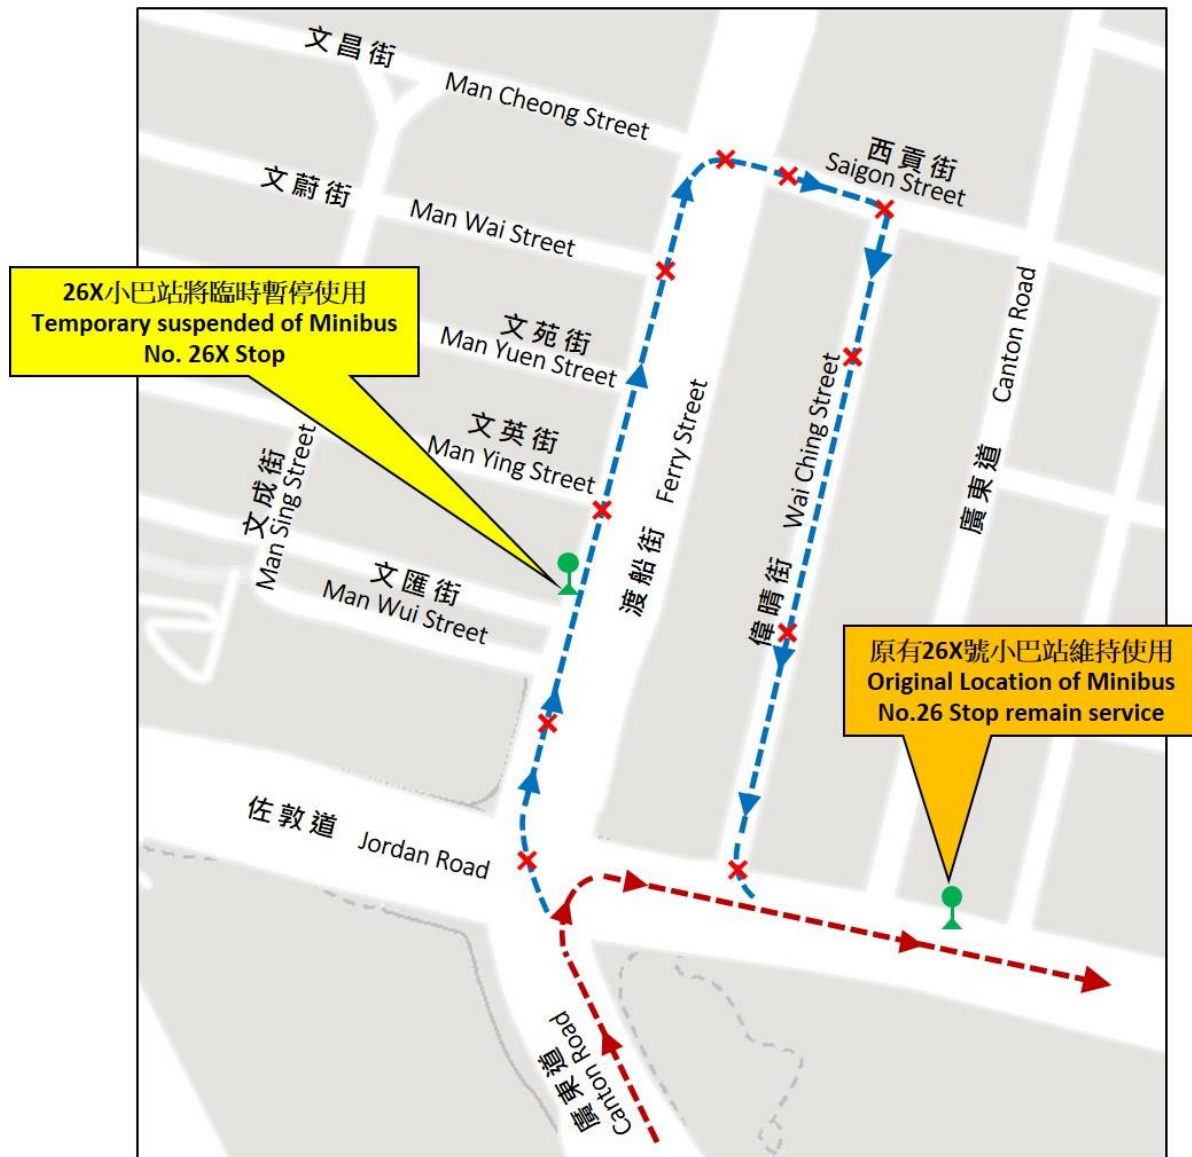 文昌街
Man Cheong Street
西貢街
Saigon Street
文蔚街
Man Wai Street
26X小巴站將臨時暫停使用
Temporary suspended of Minibus
No. 26X Stop
文苑街
Man Yuen Street
Canton Road
廣東道
文英街
Man Ying Street
渡船街 Ferry Street
偉晴街 Wai Ching Street
文成街
Man Sing Street
文匯街
Man Wui Street
原有26X號小巴站維持使用
Original Location of Minibus
No.26 Stop remain service
佐敦道 Jordan Road
廣東道
Canton Road